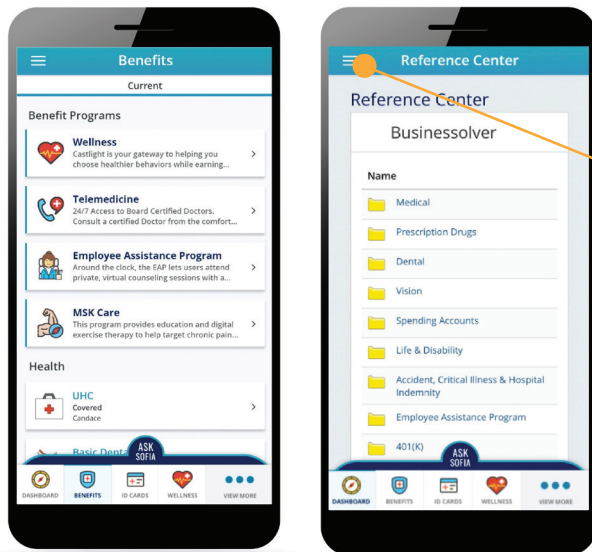 Benefits
Current
Benefit Programs
Wellness
Castlight is your gateway to helping you
choose healthier behaviors while earning...
Telemedicine
24/7 Access to Board Certified Doctors.
Consult a certified Doctor from the comfort...
Employee Assistance Program
Around the clock, the EAP lets users attend
private, virtual counseling sessions with a...
MSK Care
This program provides education and digital
exercise therapy to help target chronic pain...
Health
UHC
Covered
Candace
Basic Denta
ASK
SOFIA
DASHBOARD
BENEFITS
ID CARDS
WELLNESS
VIEW MORE
Reference Center
Reference Center
Businessolver
Name
Medical
Prescription Drugs
Dental
Vision
Spending Accounts
Life & Disability
Accident, Critical Illness & Hospital
Indemnity
Employee Assistance Program
401(K)
ASK
SOFIA
DASHBOARD
BENEFITS
ID CARDS
WELLNESS
VIEW MORE